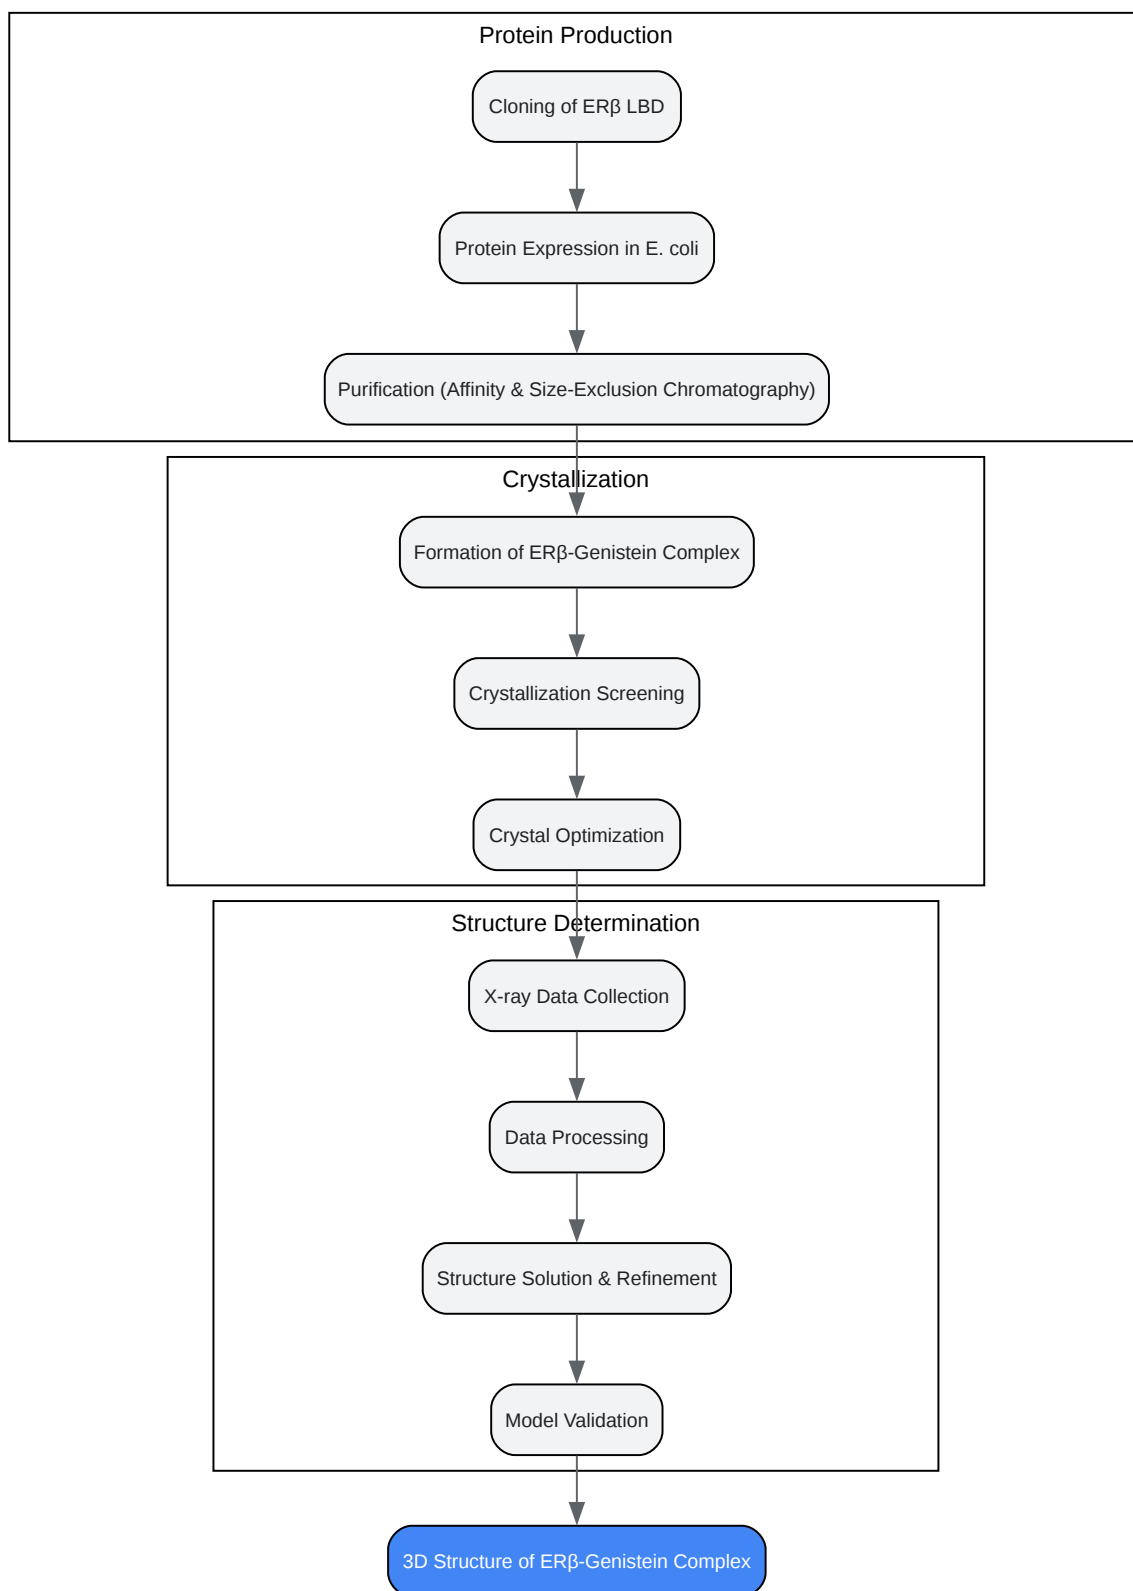 Protein Production
Cloning of ERβ LBD
Protein Expression in E. coli
Purification (Affinity & Size-Exclusion Chromatography)
Crystallization
Formation of ERβ-Genistein Complex
Crystallization Screening
Crystal Optimization
Structure Determination
X-ray Data Collection
Data Processing
Structure Solution & Refinement
Model Validation
3D Structure of ERβ-Genistein Complex